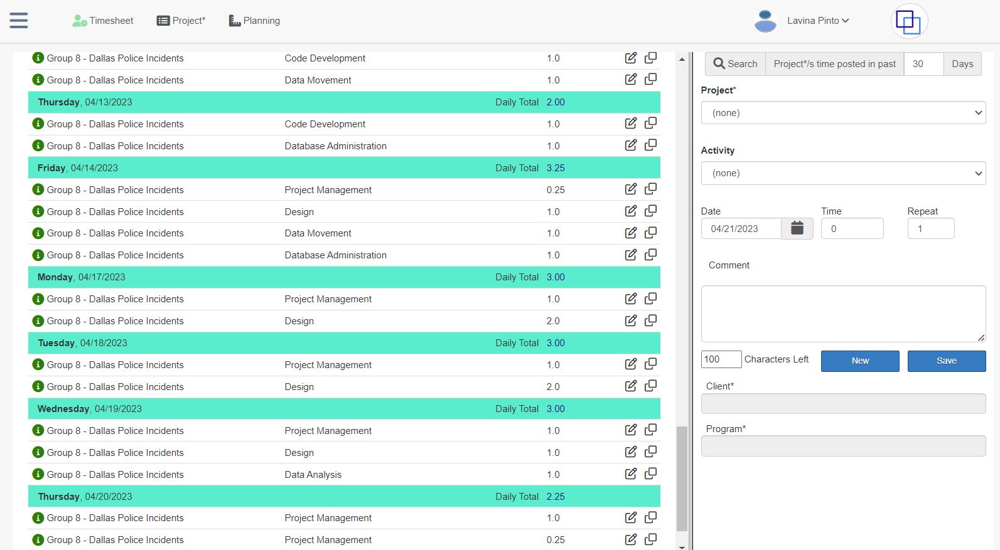 Timesheet Project* Planning Lavina Pinto
Group 8 - Dallas Police Incidents Code Development 1.0
Group 8 - Dallas Police Incidents Data Movement 1.0
Thursday, 04/13/2023 Daily Total 2.00
Group 8 - Dallas Police Incidents Code Development 1.0
Group 8 - Dallas Police Incidents Database Administration 1.0
Friday, 04/14/2023 Daily Total 3.25
Group 8 - Dallas Police Incidents Project Management 0.25
Group 8 - Dallas Police Incidents Design 1.0
Group 8 - Dallas Police Incidents Data Movement 1.0
Group 8 - Dallas Police Incidents Database Administration 1.0
Monday, 04/17/2023 Daily Total 3.00
Group 8 - Dallas Police Incidents Project Management 1.0
Group 8 - Dallas Police Incidents Design 2.0
Tuesday, 04/18/2023 Daily Total 3.00
Group 8 - Dallas Police Incidents Project Management 1.0
Group 8 - Dallas Police Incidents Design 2.0
Wednesday, 04/19/2023 Daily Total 3.00
Group 8 - Dallas Police Incidents Project Management 1.0
Group 8 - Dallas Police Incidents Design 1.0
Group 8 - Dallas Police Incidents Data Analysis 1.0
Thursday, 04/20/2023 Daily Total 2.25
Group 8 - Dallas Police Incidents Project Management 1.0
Group 8 - Dallas Police Incidents Project Management 0.25
Search Project*/s time posted in past 30 Days
Project*
(none)
Activity
(none)
Date Time Repeat
04/21/2023 0 1
Comment
100 Characters Left New Save
Client*
Program*